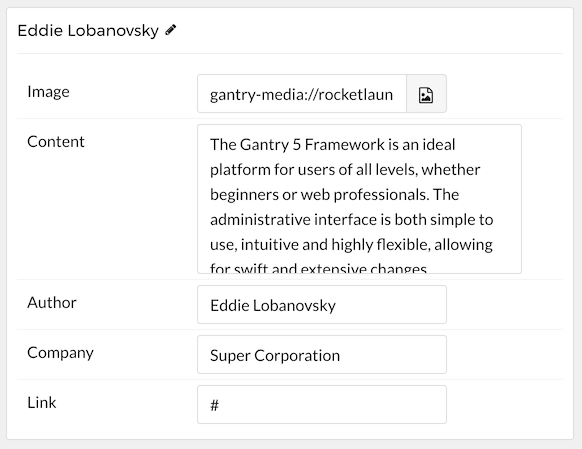 Eddie Lobanovsky
Image
gantry-media://rocketlaun
Content
The Gantry 5 Framework is an ideal
platform for users of all levels, whether
beginners or web professionals. The
administrative interface is both simple to
use, intuitive and highly flexible, allowing
for swift and extensive changes
Author
Eddie Lobanovsky
Company
Super Corporation
Link
#